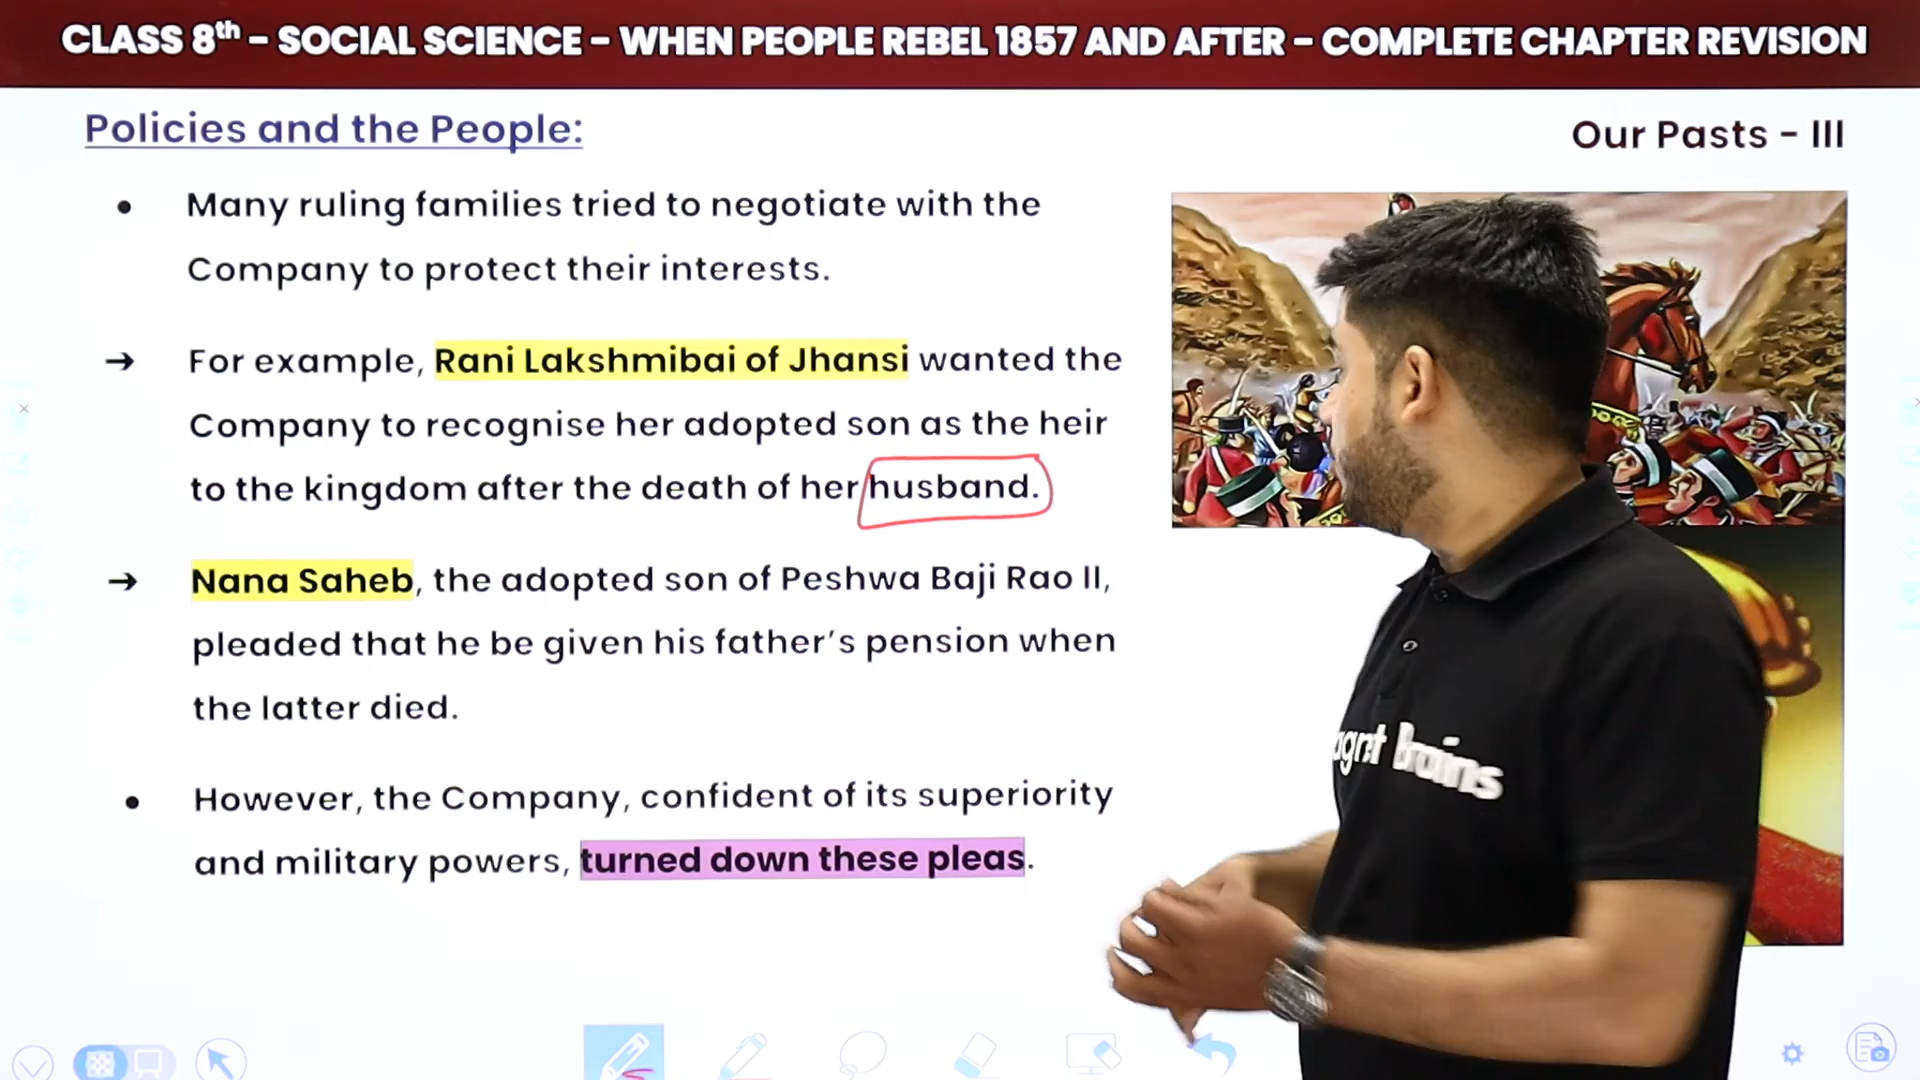 CLASS 8th – SOCIAL SCIENCE – WHEN PEOPLE REBEL 1857 AND AFTER – COMPLETE CHAPTER REVISION
Policies and the People:
Our Pasts – III
• Many ruling families tried to negotiate with the
Company to protect their interests.
→ For example, Rani Lakshmibai of Jhansi wanted the
Company to recognise her adopted son as the heir
to the kingdom after the death of her husband.
→ Nana Saheb, the adopted son of Peshwa Baji Rao II,
pleaded that he be given his father’s pension when
the latter died.
• However, the Company, confident of its superiority
and military powers, turned down these pleas.
Brains